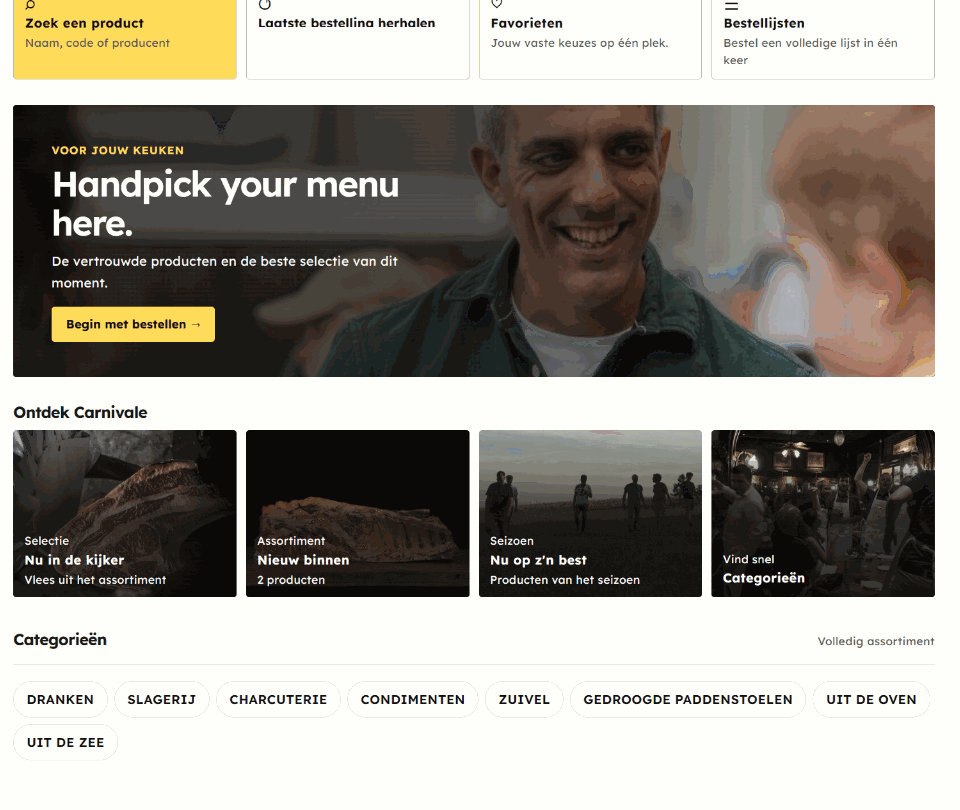 Zoek een product
Naam, code of producent
Laatste bestelling herhalen
Favorieten
Jouw vaste keuzes op één plek.
Bestellijsten
Bestel een volledige lijst in één
keer
VOOR JOUW KEUKEN
Handpick your menu
here.
De vertrouwde producten en de beste selectie van dit
moment.
Begin met bestellen →
Ontdek Carnivale
Selectie
Nu in de kijker
Vlees uit het assortiment
Assortiment
Nieuw binnen
2 producten
Seizoen
Nu op z'n best
Producten van het seizoen
Vind snel
Categorieën
Categorieën
Volledig assortiment
DRANKEN
SLAGERIJ
CHARCUTERIE
CONDIMENTEN
ZUIVEL
GEDROOGDE PADDENSTOELEN
UIT DE OVEN
UIT DE ZEE